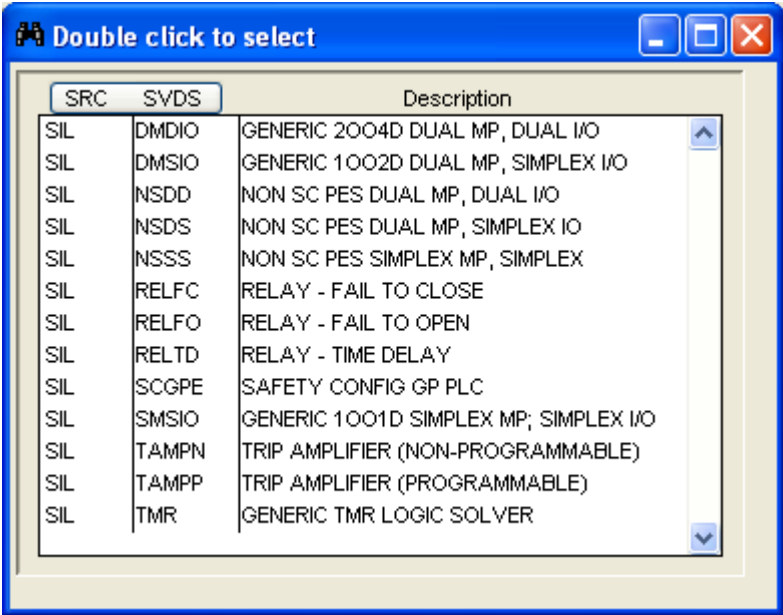 Double click to select
SRC SVDS Description
SIL DMDIO GENERIC 2OO4D DUAL MP, DUAL I/O
SIL DMSIO GENERIC 1OO2D DUAL MP, SIMPLEX I/O
SIL NSDD NON SC PES DUAL MP, DUAL I/O
SIL NSDS NON SC PES DUAL MP, SIMPLEX IO
SIL NSSS NON SC PES SIMPLEX MP, SIMPLEX
SIL RELFC RELAY - FAIL TO CLOSE
SIL RELFO RELAY - FAIL TO OPEN
SIL RELTD RELAY - TIME DELAY
SIL SCGPE SAFETY CONFIG GP PLC
SIL SMSIO GENERIC 1OO1D SIMPLEX MP; SIMPLEX I/O
SIL TAMPN TRIP AMPLIFIER (NON-PROGRAMMABLE)
SIL TAMPP TRIP AMPLIFIER (PROGRAMMABLE)
SIL TMR GENERIC TMR LOGIC SOLVER